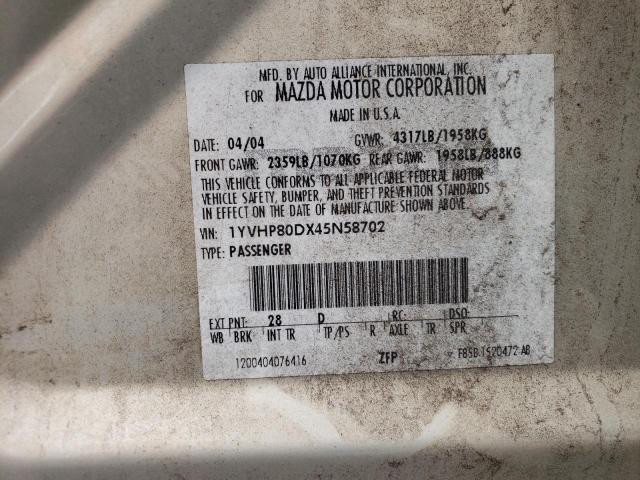 MFD. BY AUTO ALLIANCE INTERNATIONAL, INC.
FOR MAZDA MOTOR CORPORATION
MADE IN U.S.A.
DATE: 04/04 GVWR: 4317LB/1958KG
FRONT GAWR: 2359LB/1070KG REAR GAWR: 1958LB/888KG
THIS VEHICLE CONFORMS TO ALL APPLICABLE FEDERAL MOTOR
VEHICLE SAFETY, BUMPER, AND THEFT PREVENTION STANDARDS
IN EFFECT ON THE DATE OF MANUFACTURE SHOWN ABOVE.
VIN: 1YVHP80DX45N58702
TYPE: PASSENGER
EXT PNT: 28 D RC: DSO:
WB BRK INT TR TP/PS R AXLE TR SPR
1200404076416 ZFP F85B-1520472-AB